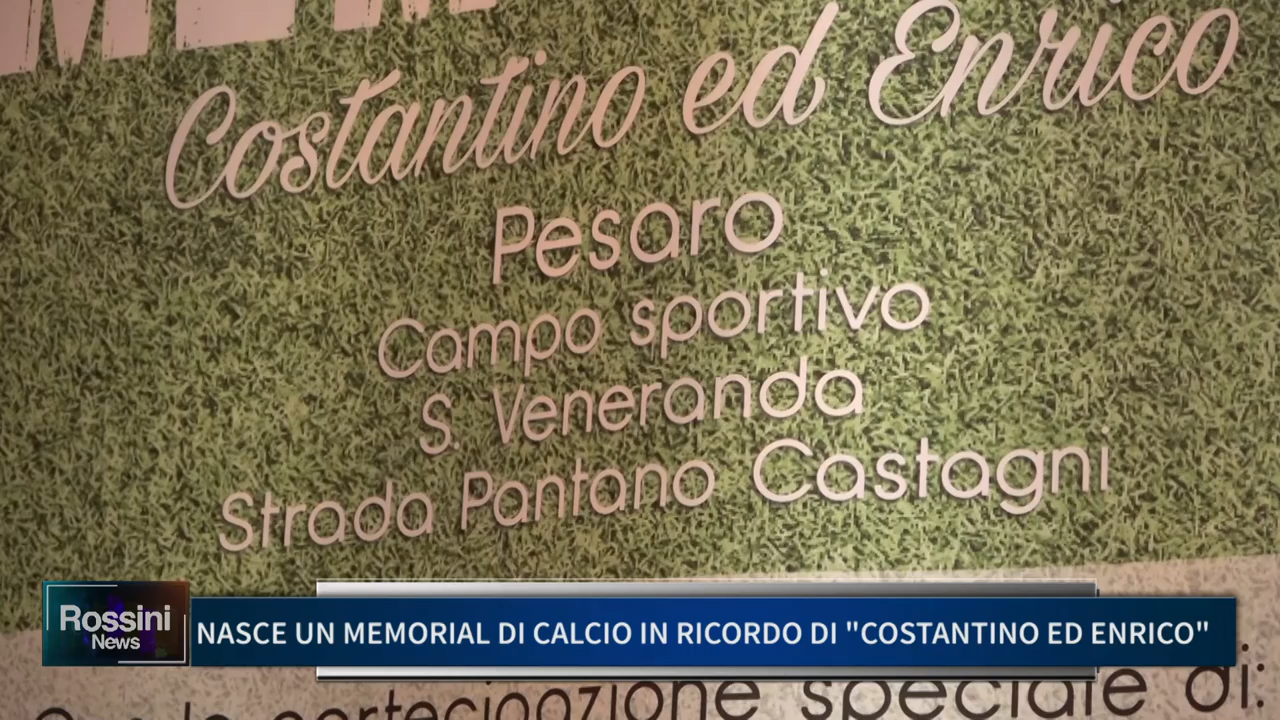 Costantino ed Enrico
Pesaro
Campo sportivo
S. Veneranda
Strada Pantano Castagni
Rossini
News
NASCE UN MEMORIAL DI CALCIO IN RICORDO DI "COSTANTINO ED ENRICO"
partecipazione speciale di: